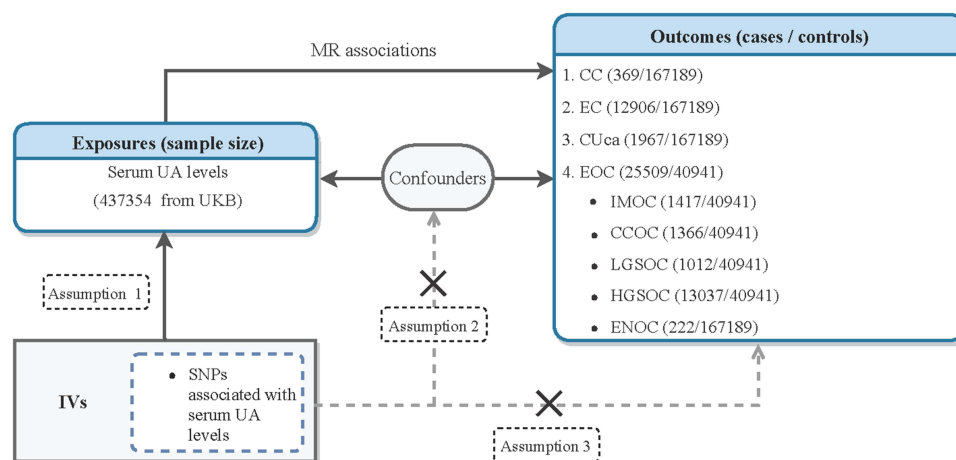 MR associations
Exposures (sample size)
Serum UA levels
(437354 from UKB)
Confounders
Outcomes (cases / controls)
1. CC (369/167189)
2. EC (12906/167189)
3. CUca (1967/167189)
4. EOC (25509/40941)
• IMOC (1417/40941)
• CCOC (1366/40941)
• LGSOC (1012/40941)
• HGSOC (13037/40941)
• ENOC (222/167189)
Assumption 1
Assumption 2
IVs
• SNPs
associated with
serum UA
levels
Assumption 3